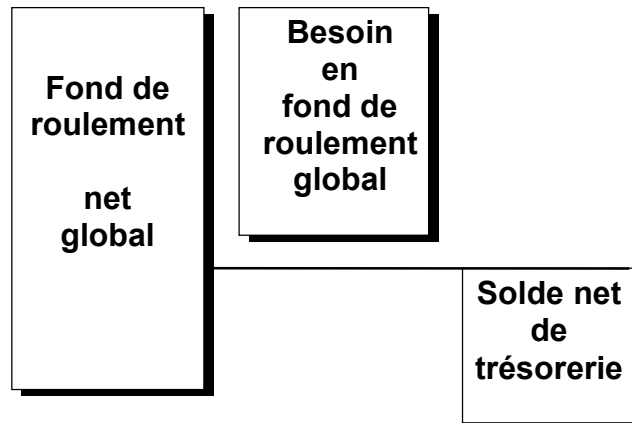 Fond de
roulement
net
global
Besoin
en
fond de
roulement
global
Solde net
de
trésorerie